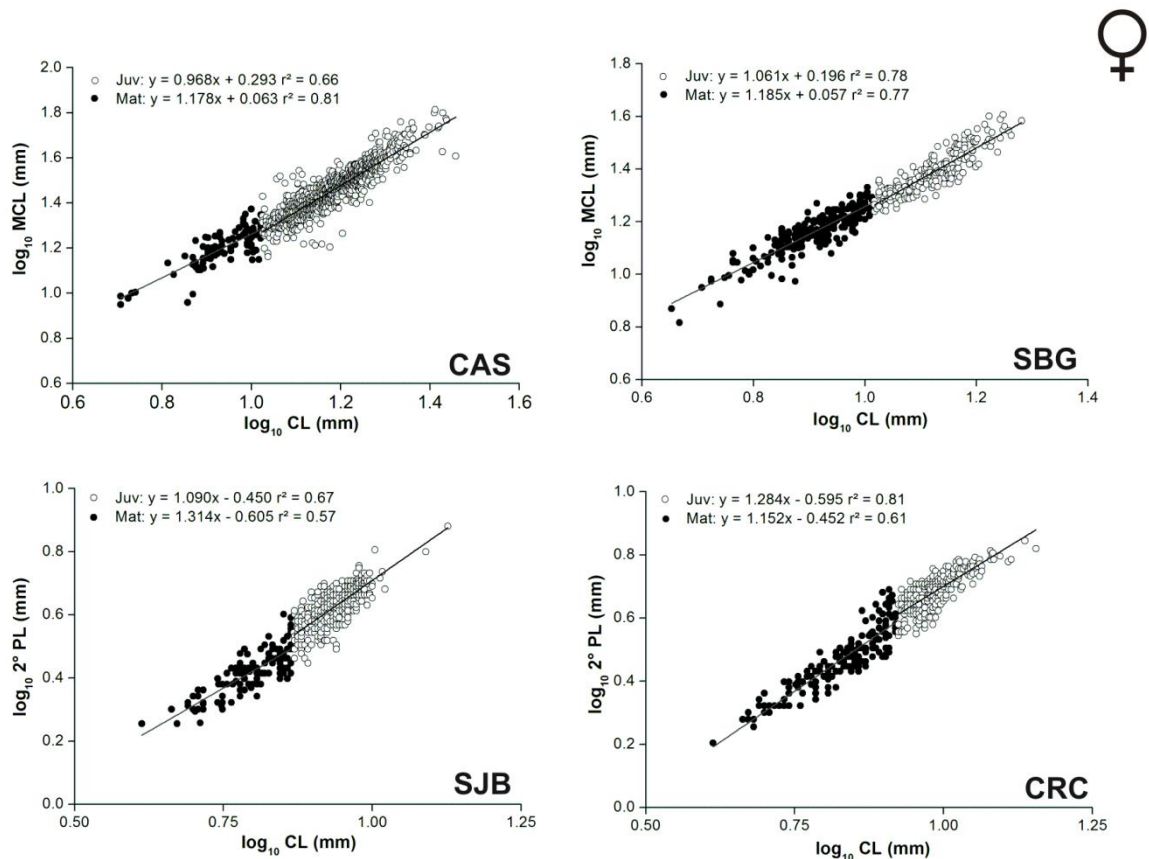 2.0
1.8
1.6
1.4
1.2
1.0
0.8
0.6
log₁₀ MCL (mm)
Juv: y = 0.968x + 0.293 r² = 0.66
Mat: y = 1.178x + 0.063 r² = 0.81
CAS
0.6 0.8 1.0 1.2 1.4 1.6
log₁₀ CL (mm)
1.8
1.6
1.4
1.2
1.0
0.8
0.6
log₁₀ MCL (mm)
Juv: y = 1.061x + 0.196 r² = 0.78
Mat: y = 1.185x + 0.057 r² = 0.77
SBG
0.6 0.8 1.0 1.2 1.4
log₁₀ CL (mm)
1.0
0.8
0.6
0.4
0.2
0.0
log₁₀ 2° PL (mm)
Juv: y = 1.090x - 0.450 r² = 0.67
Mat: y = 1.314x - 0.605 r² = 0.57
SJB
0.50 0.75 1.00 1.25
log₁₀ CL (mm)
1.0
0.8
0.6
0.4
0.2
0.0
log₁₀ 2° PL (mm)
Juv: y = 1.284x - 0.595 r² = 0.81
Mat: y = 1.152x - 0.452 r² = 0.61
CRC
0.50 0.75 1.00 1.25
log₁₀ CL (mm)